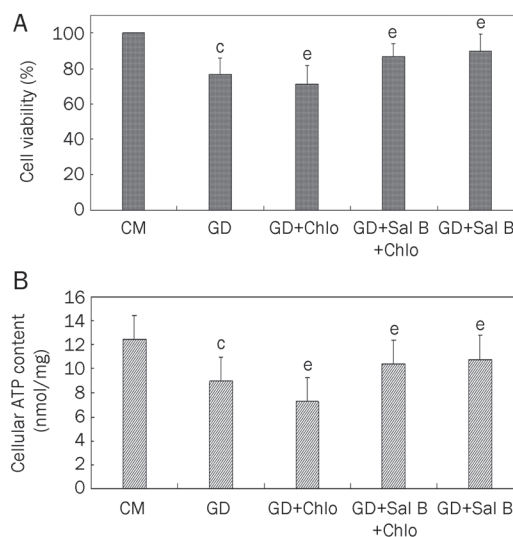 A
Cell viability (%)
100
80
60
40
20
0
c
e
e
e
CM
GD
GD+Chlo
GD+Sal B
+Chlo
GD+Sal B
B
Cellular ATP content
(nmol/mg)
16
14
12
10
8
6
4
2
0
c
e
e
e
CM
GD
GD+Chlo
GD+Sal B
+Chlo
GD+Sal B